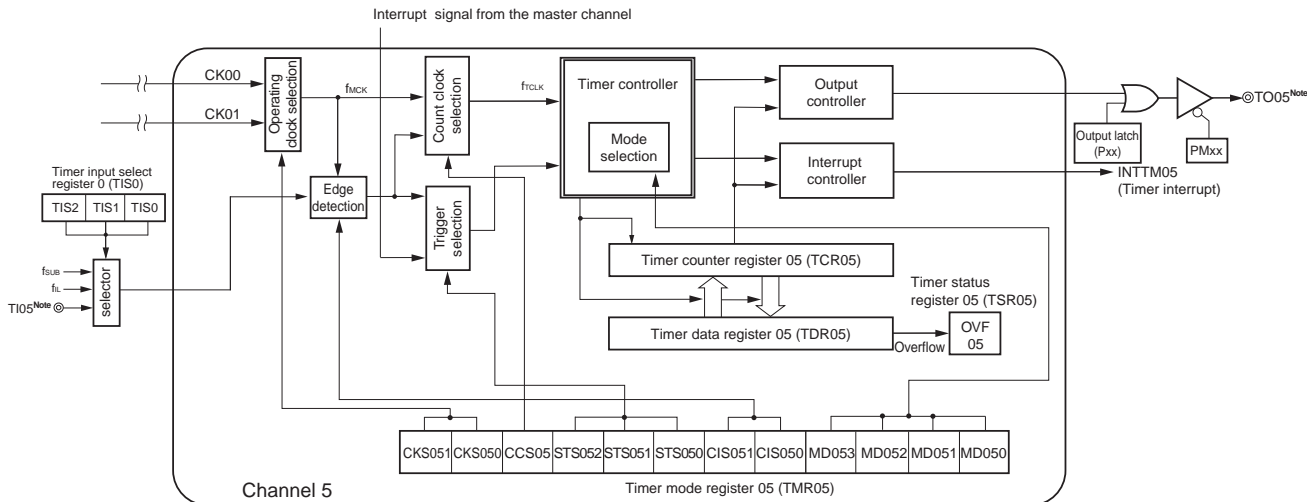 Interrupt signal from the master channel
CK00
CK01
Operating
clock selection
fMCK
Count clock
selection
fTCLK
Timer controller
Mode
selection
Output
controller
Interrupt
controller
TO05Note
Output latch
(Pxx)
PMxx
INTTM05
(Timer interrupt)
Timer input select
register 0 (TIS0)
TIS2
TIS1
TIS0
Edge
detection
Trigger
selection
fSUB
fIL
TI05Note
selector
Timer counter register 05 (TCR05)
Timer status
register 05 (TSR05)
Timer data register 05 (TDR05)
Overflow
OVF
05
CKS051
CKS050
CCS05
STS052
STS051
STS050
CIS051
CIS050
MD053
MD052
MD051
MD050
Channel 5
Timer mode register 05 (TMR05)